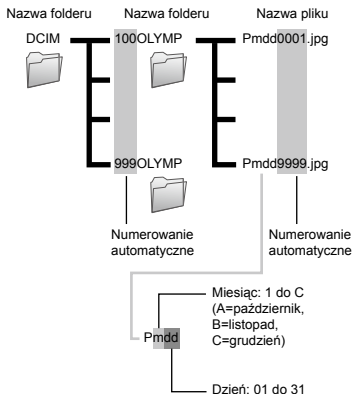 Nazwa folderu Nazwa folderu Nazwa pliku
DCIM 100OLYMP Pmdd0001.jpg
999OLYMP Pmdd9999.jpg
Numerowanie automatyczne
Numerowanie automatyczne
Miesiąc: 1 do C
(A=październik,
B=listopad,
C=grudzień)
Pmdd
Dzień: 01 do 31